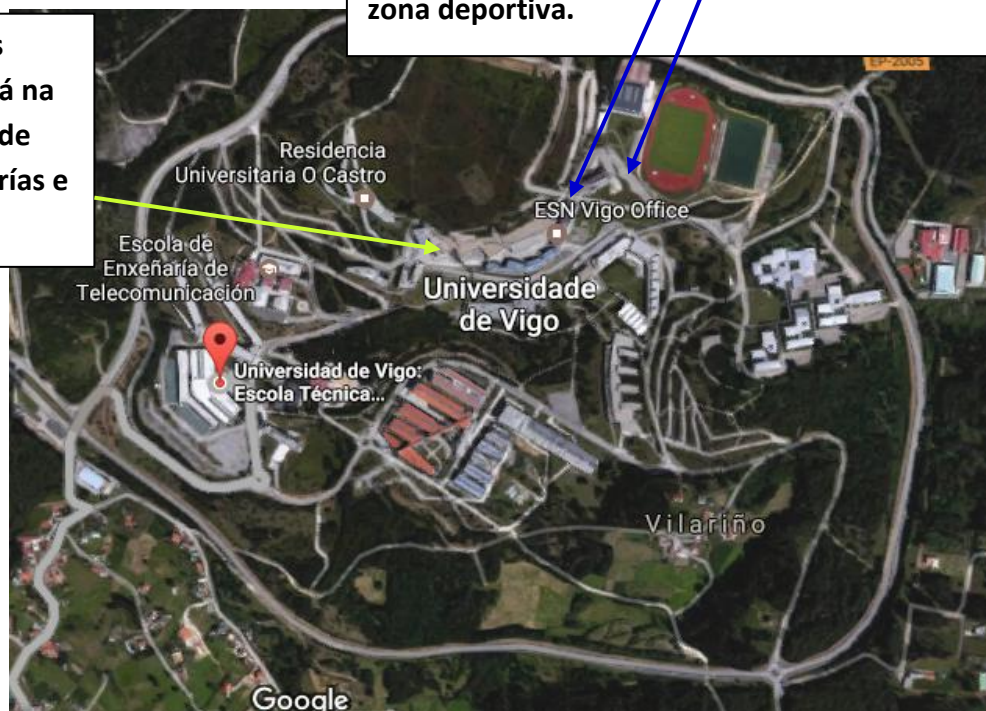 zona deportiva.
s
á na
de
rías e
EP-2005
Residencia
Universitaria O Castro
ESN Vigo Office
Escola de
Enxeñaría de
Telecomunicación
Universidade
de Vigo
Universidad de Vigo:
Escola Técnica...
Vilariño
Google